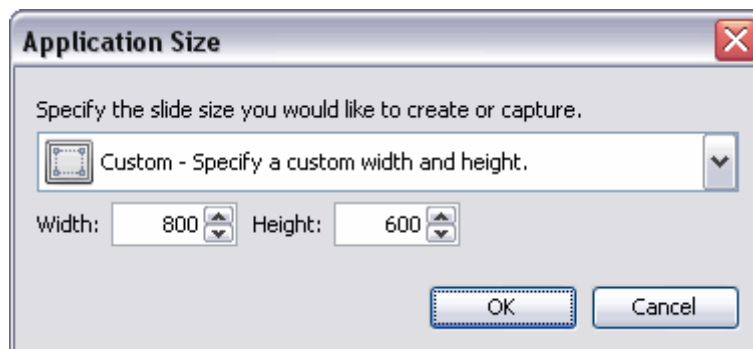 Application Size
Specify the slide size you would like to create or capture.
Custom - Specify a custom width and height.
Width: 800 Height: 600
OK Cancel